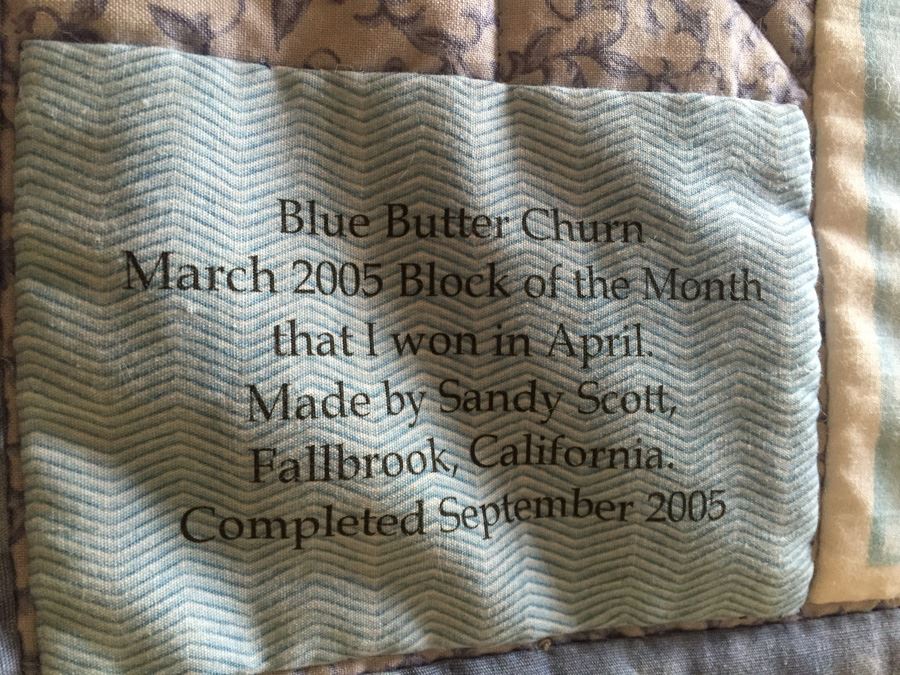 Blue Butter Churn
March 2005 Block of the Month
that I won in April.
Made by Sandy Scott,
Fallbrook, California.
Completed September 2005